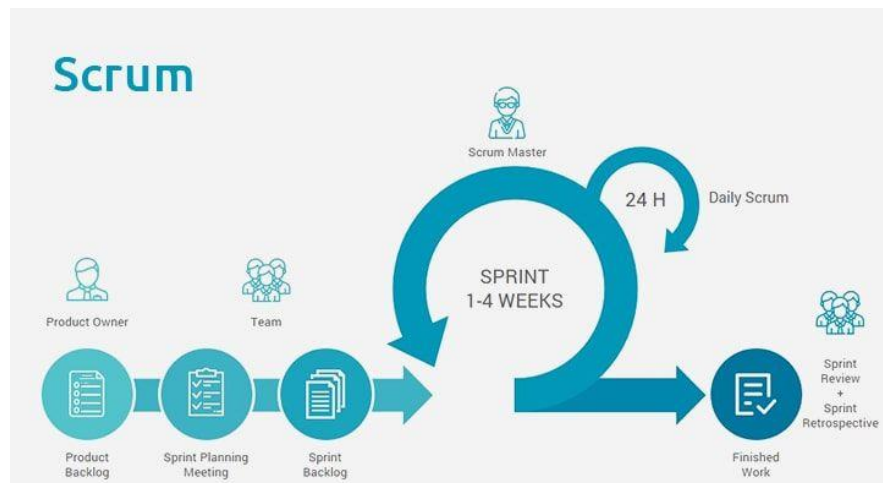 Scrum
Scrum Master
24 H
Daily Scrum
SPRINT
1-4 WEEKS
Product Owner
Team
Product
Backlog
Sprint Planning
Meeting
Sprint
Backlog
Finished
Work
Sprint
Review
+
Sprint
Retrospective